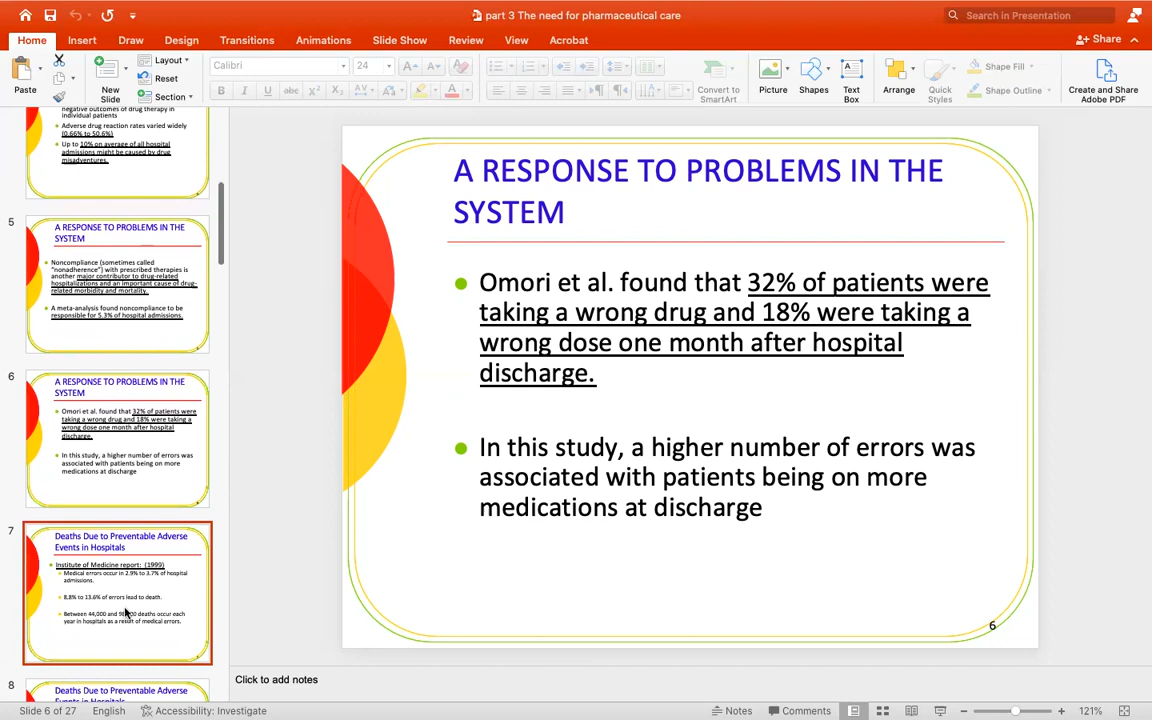 part 3 The need for pharmaceutical care
Search in Presentation
Home Insert Draw Design Transitions Animations Slide Show Review View Acrobat
Share
Paste
New
Slide
Layout
Reset
Section
Calibri 24
Convert to
SmartArt
Picture
Shapes
Text
Box
Arrange
Quick
Styles
Shape Fill
Shape Outline
Create and Share
Adobe PDF
negative outcomes of drug therapy in
individual patients
Adverse drug reaction rates varied widely
(0.66% to 50.6%)
Up to 10% on average of all hospital
admissions might be caused by drug
misadventures.
5
A RESPONSE TO PROBLEMS IN THE
SYSTEM
Noncompliance (sometimes called
"nonadherence") with prescribed therapies is
another major contributor to drug-related
hospitalizations and an important cause of drug-
related morbidity and mortality.
A meta-analysis found noncompliance to be
responsible for 5.3% of hospital admissions.
6
A RESPONSE TO PROBLEMS IN THE
SYSTEM
Omori et al. found that 32% of patients were
taking a wrong drug and 18% were taking a
wrong dose one month after hospital
discharge.
In this study, a higher number of errors was
associated with patients being on more
medications at discharge
7
Deaths Due to Preventable Adverse
Events in Hospitals
Institute of Medicine report: (1999)
Medical errors occur in 2.9% to 3.7% of hospital
admissions.
8.8% to 13.6% of errors lead to death.
Between 44,000 and deaths occur each
year in hospitals as a result of medical errors.
8
Deaths Due to Preventable Adverse
Events in Hospitals
A RESPONSE TO PROBLEMS IN THE
SYSTEM
Omori et al. found that 32% of patients were
taking a wrong drug and 18% were taking a
wrong dose one month after hospital
discharge.
In this study, a higher number of errors was
associated with patients being on more
medications at discharge
6
Click to add notes
Slide 6 of 27 English Accessibility: Investigate
Notes Comments 121%